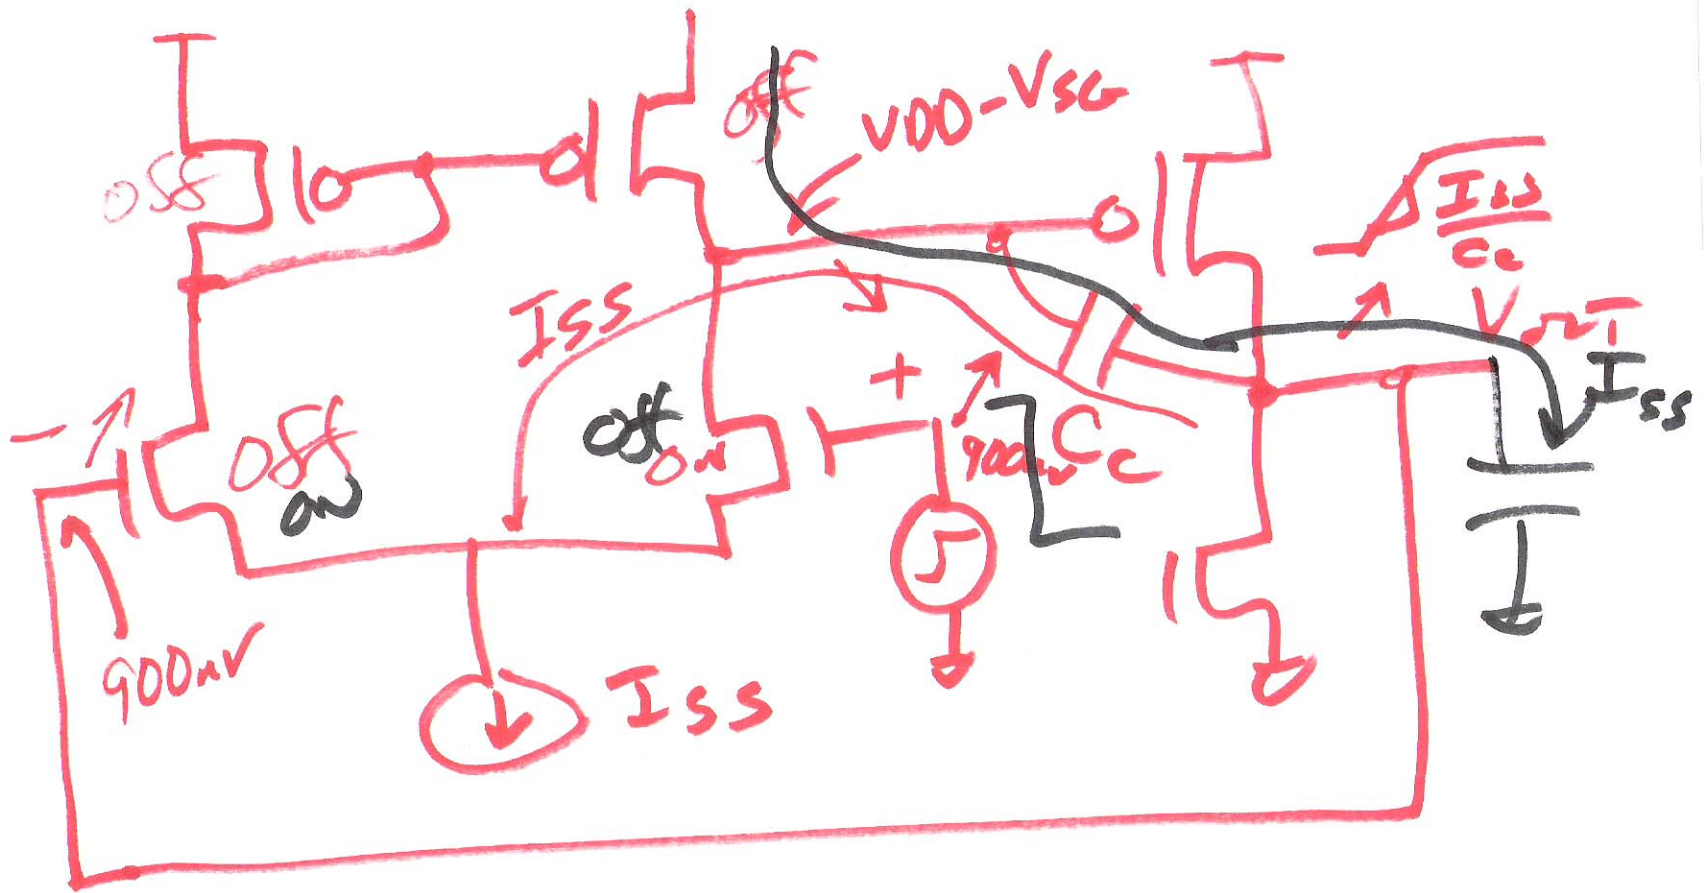 off
off
VDD-VSG
ISS
CC
VOUT
ISS
ISS
+
-
off
on
off
on
900mV
CC
900mV
ISS